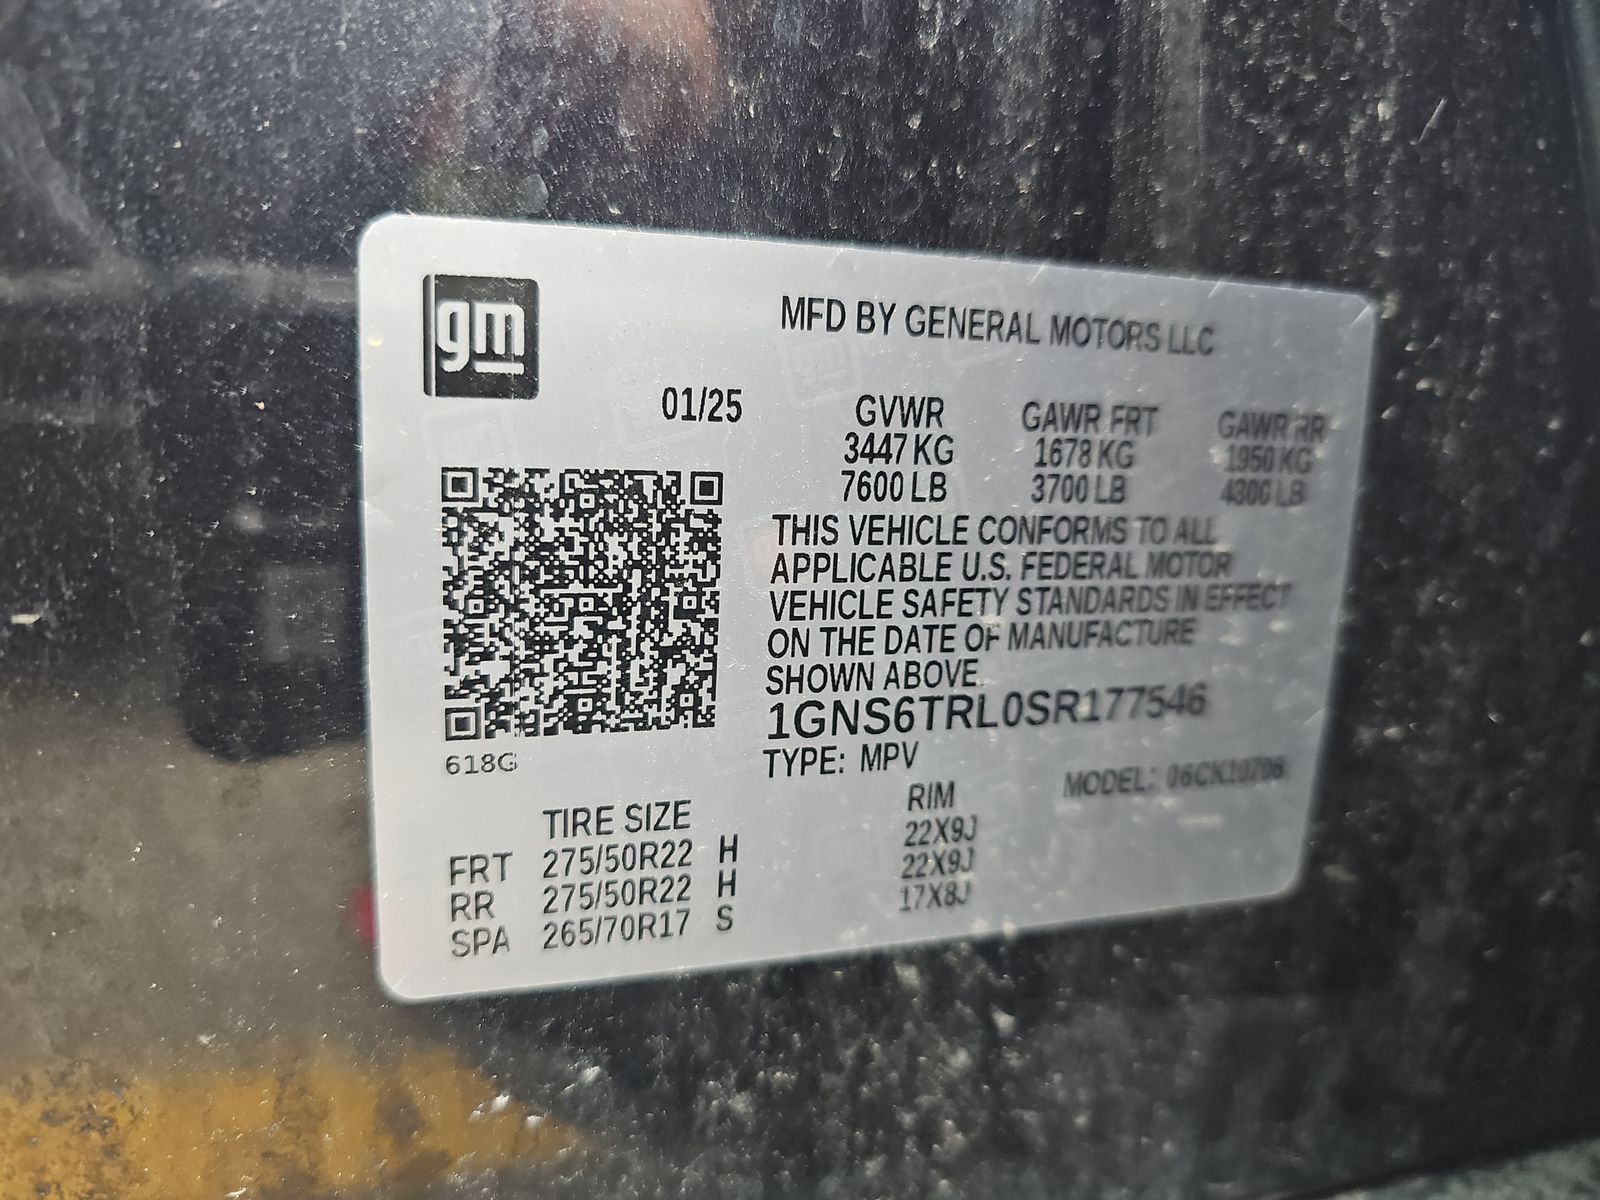 gm
MFD BY GENERAL MOTORS LLC
01/25
GVWR GAWR FRT GAWR RR
3447 KG 1678 KG 1950 KG
7600 LB 3700 LB 4300 LB
THIS VEHICLE CONFORMS TO ALL
APPLICABLE U.S. FEDERAL MOTOR
VEHICLE SAFETY STANDARDS IN EFFECT
ON THE DATE OF MANUFACTURE
SHOWN ABOVE.
1GNS6TRL0SR177546
618G
TYPE: MPV
MODEL: 06CK10706
TIRE SIZE RIM
FRT 275/50R22 H 22X9J
RR 275/50R22 H 22X9J
SPA 265/70R17 S 17X8J